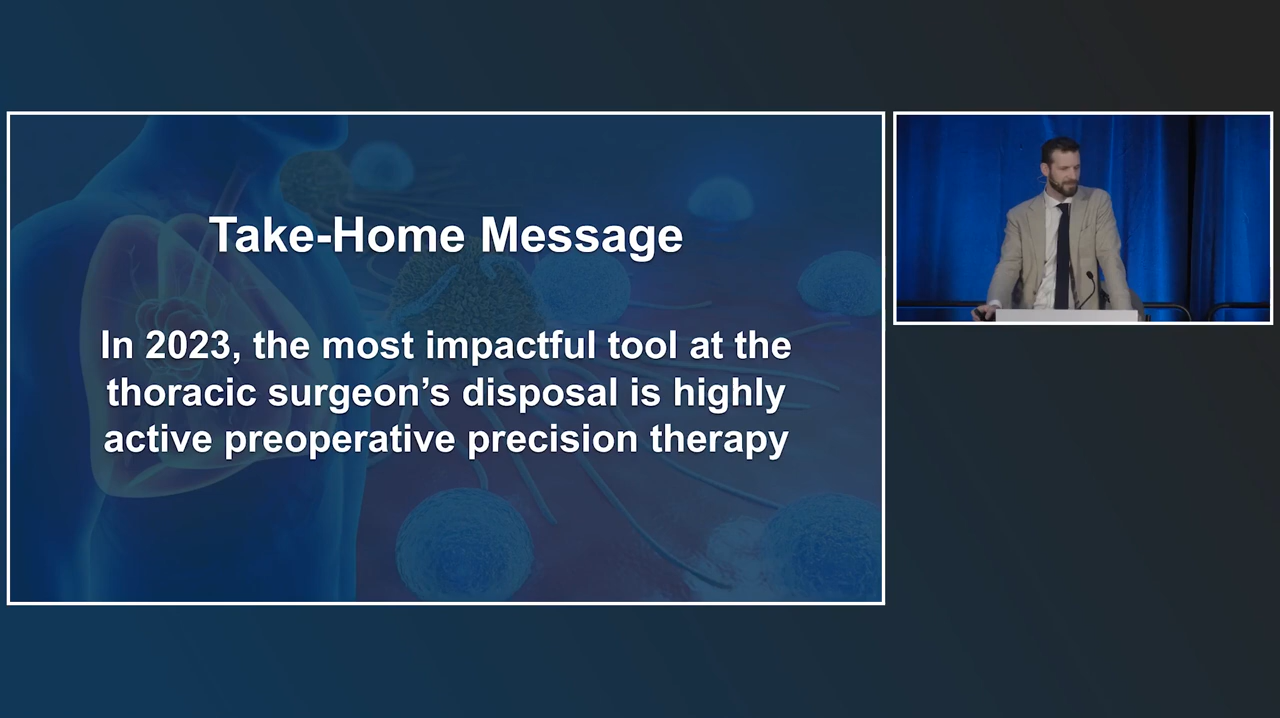 Take-Home Message
In 2023, the most impactful tool at the
thoracic surgeon’s disposal is highly
active preoperative precision therapy